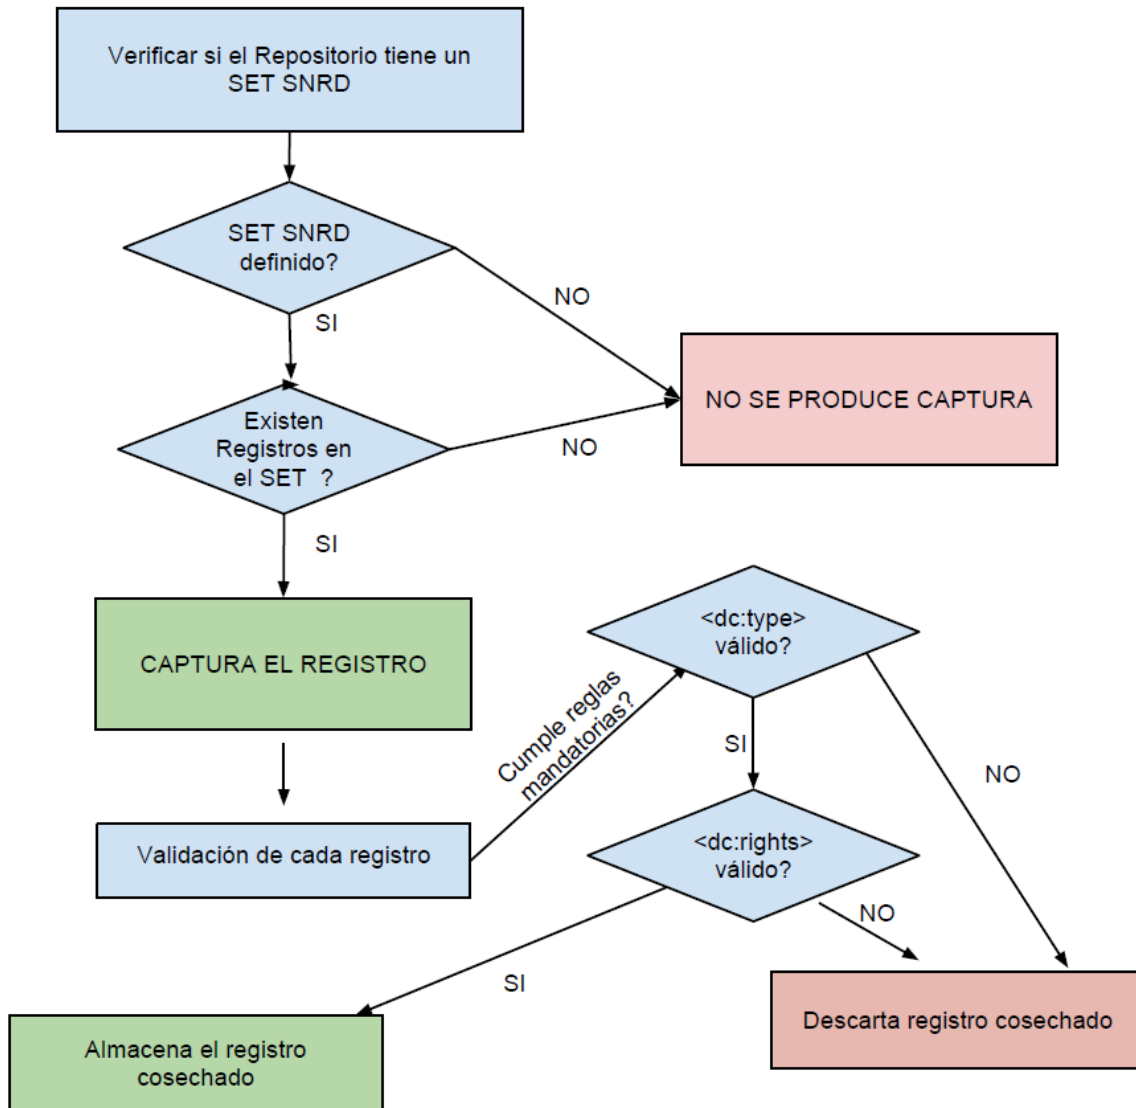 Verificar si el Repositorio tiene un
SET SNRD
SET SNRD
definido?
NO
SI
NO SE PRODUCE CAPTURA
Existen
Registros en
el SET ?
NO
SI
CAPTURA EL REGISTRO
Cumple reglas
mandatorias?
<dc:type>
válido?
SI
NO
Validación de cada registro
<dc:rights>
válido?
NO
SI
Descarta registro cosechado
Almacena el registro
cosechado